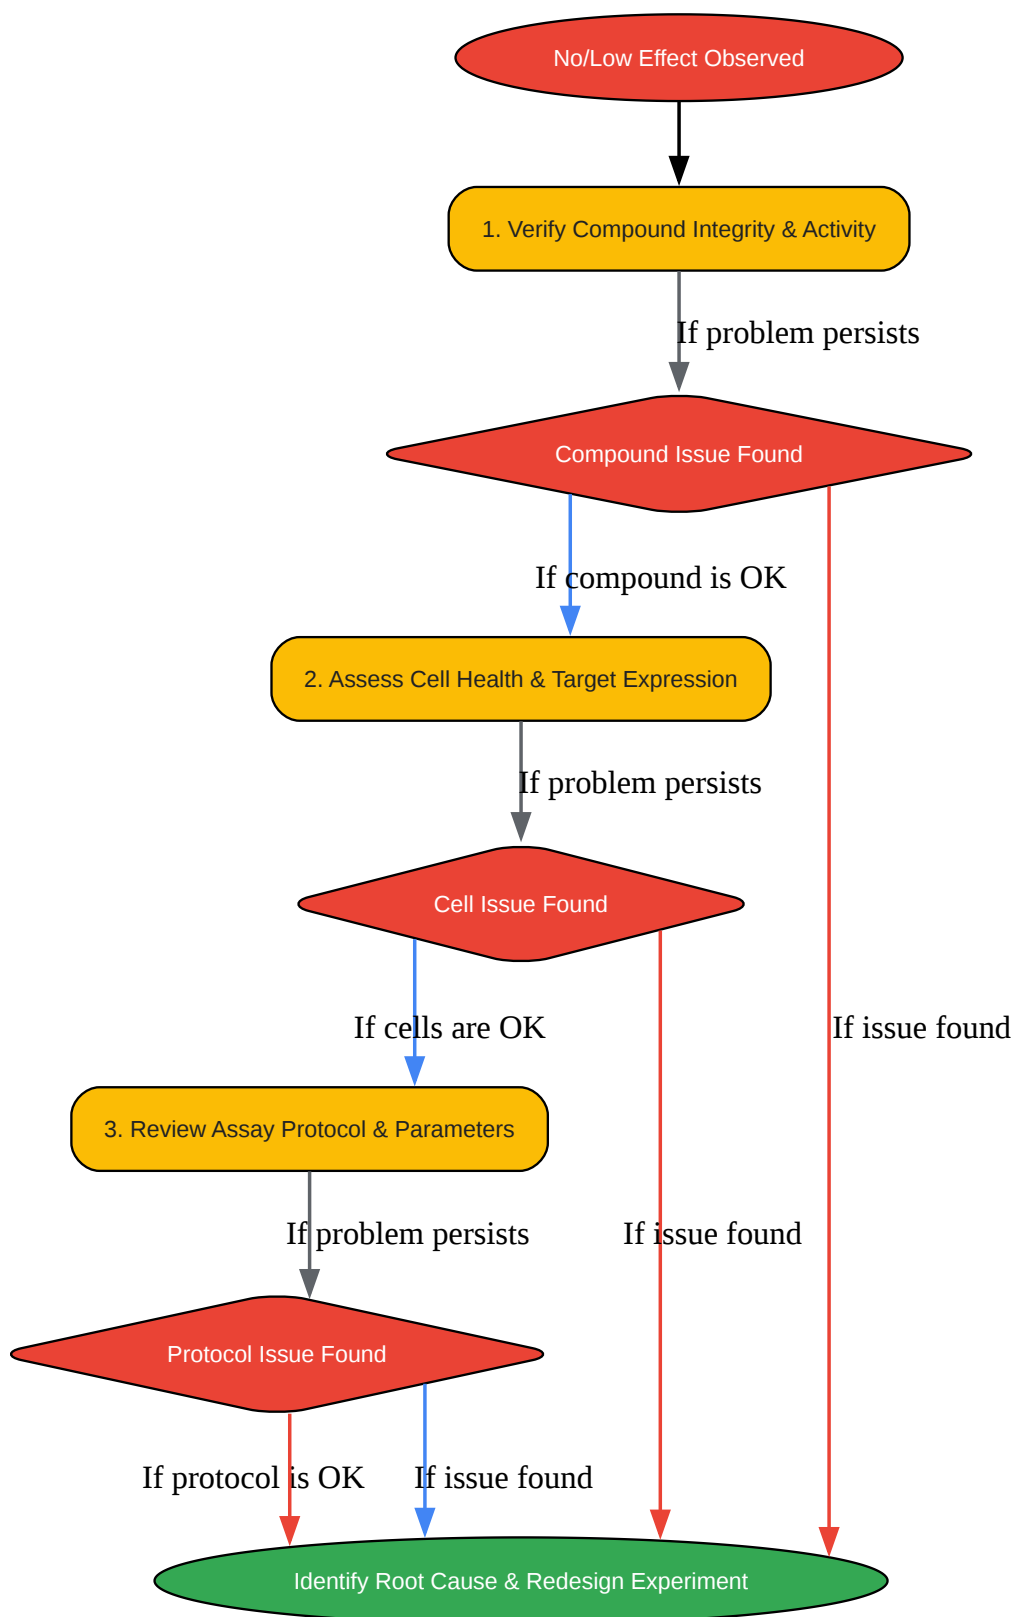 No/Low Effect Observed
1. Verify Compound Integrity & Activity
If problem persists
Compound Issue Found
If compound is OK
2. Assess Cell Health & Target Expression
If problem persists
Cell Issue Found
If cells are OK
If issue found
3. Review Assay Protocol & Parameters
If problem persists
If issue found
Protocol Issue Found
If protocol is OK
If issue found
Identify Root Cause & Redesign Experiment